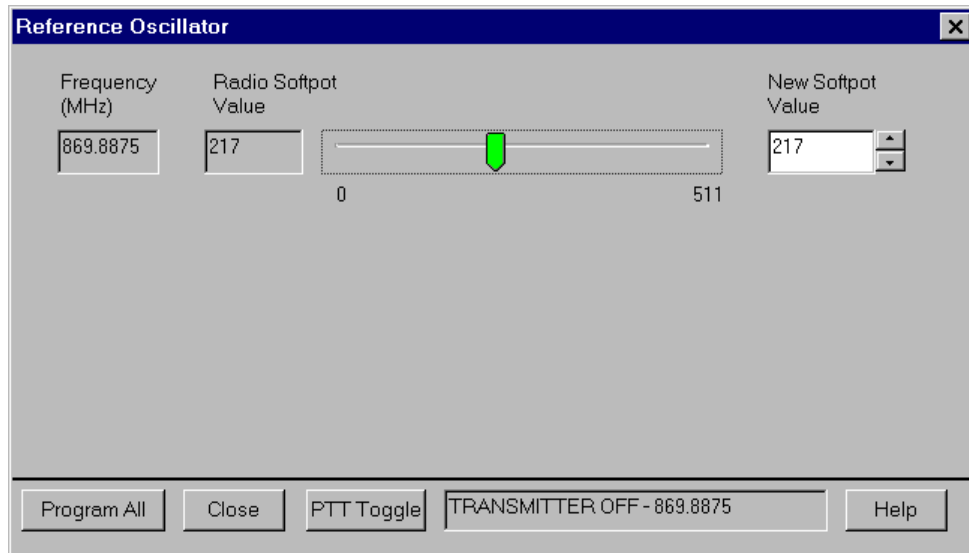 Reference Oscillator
Frequency
(MHz)
Radio Softpot
Value
New Softpot
Value
869.8875
217
217
0
511
Program All
Close
PTT Toggle
TRANSMITTER OFF - 869.8875
Help